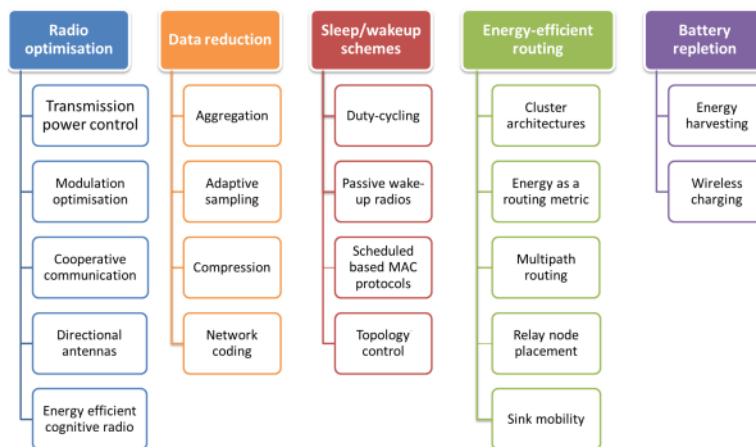 Radio
optimisation
Transmission
power control
Modulation
optimisation
Cooperative
communication
Directional
antennas
Energy efficient
cognitive radio
Data reduction
Aggregation
Adaptive
sampling
Compression
Network
coding
Sleep/wakeup
schemes
Duty-cycling
Passive wake-
up radios
Scheduled
based MAC
protocols
Topology
control
Energy-efficient
routing
Cluster
architectures
Energy as a
routing metric
Multipath
routing
Relay node
placement
Sink mobility
Battery
repletion
Energy
harvesting
Wireless
charging